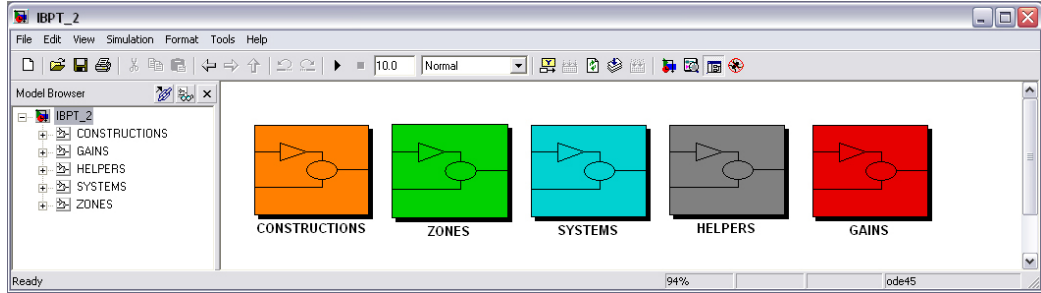 IBPT_2
File Edit View Simulation Format Tools Help
10.0 Normal
Model Browser
IBPT_2
CONSTRUCTIONS
GAINS
HELPERS
SYSTEMS
ZONES
CONSTRUCTIONS ZONES SYSTEMS HELPERS GAINS
Ready 94% ode45